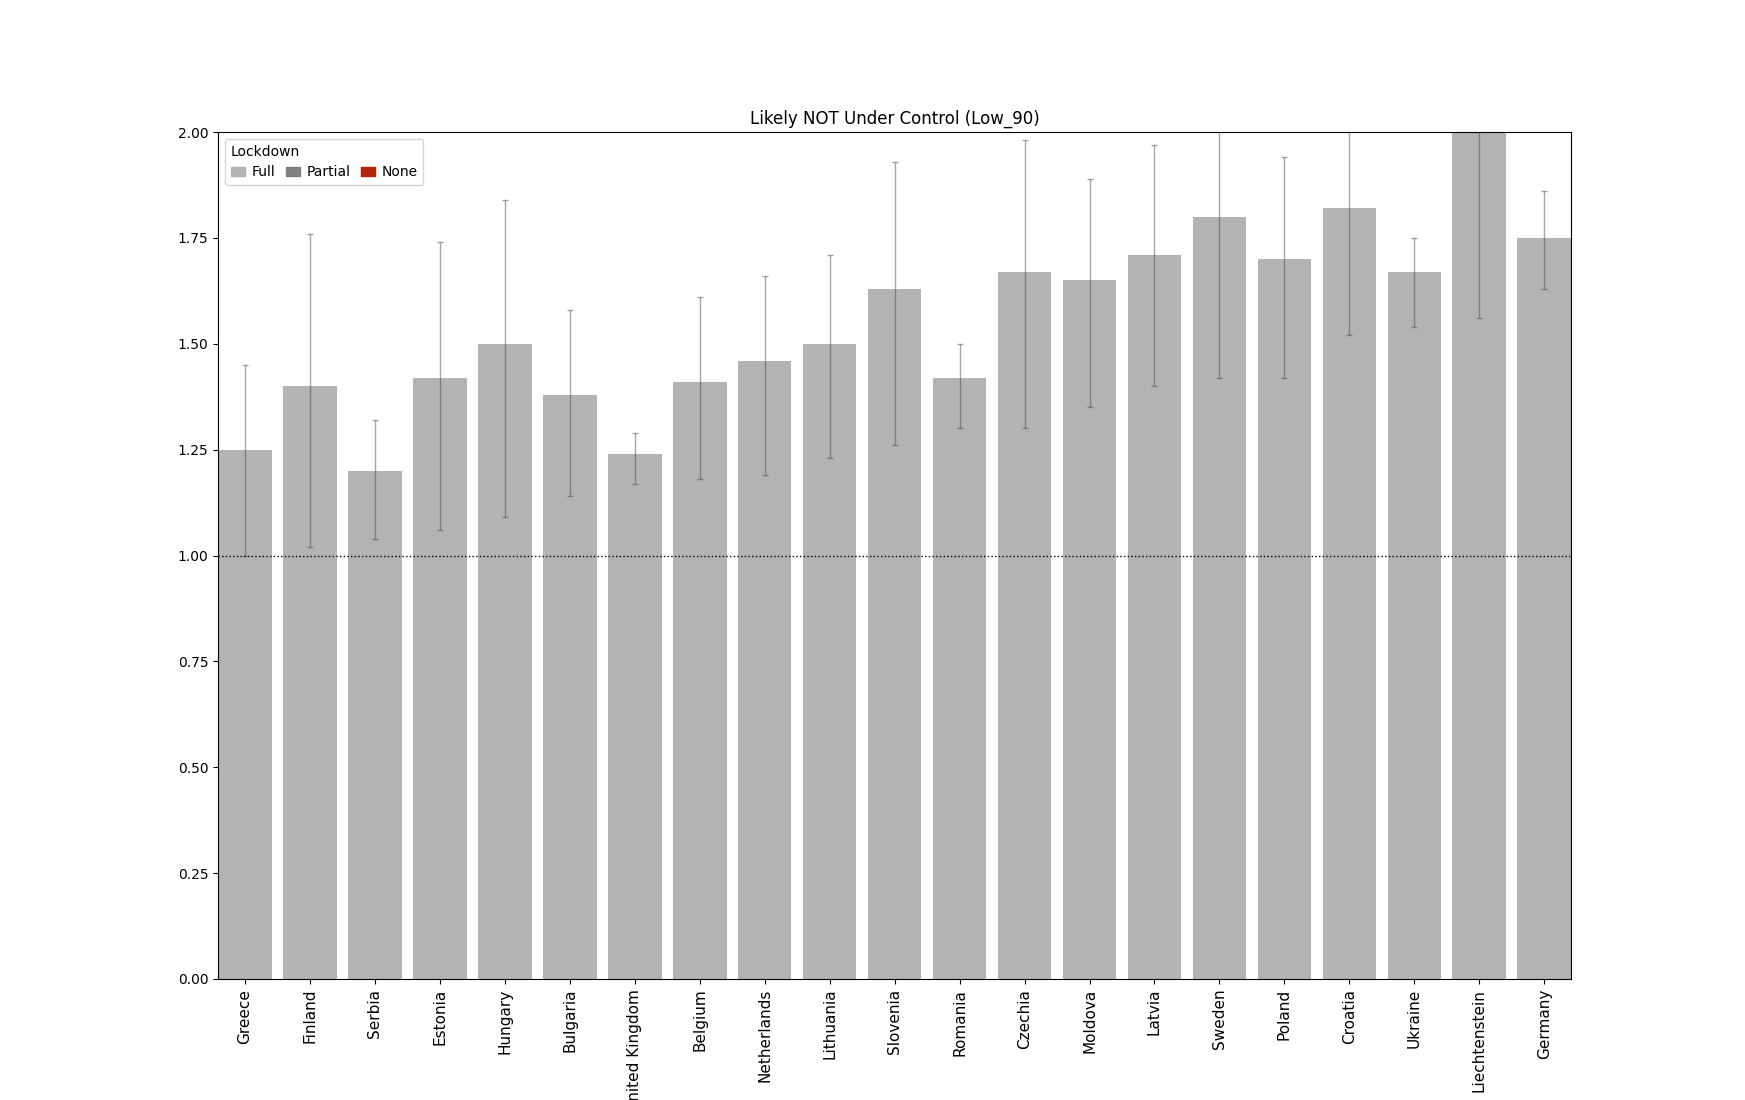 Likely NOT Under Control (Low_90)
Lockdown
Full Partial None
2.00
1.75
1.50
1.25
1.00
0.75
0.50
0.25
0.00
Greece
Finland
Serbia
Estonia
Hungary
Bulgaria
nited Kingdom
Belgium
Netherlands
Lithuania
Slovenia
Romania
Czechia
Moldova
Latvia
Sweden
Poland
Croatia
Ukraine
Liechtenstein
Germany